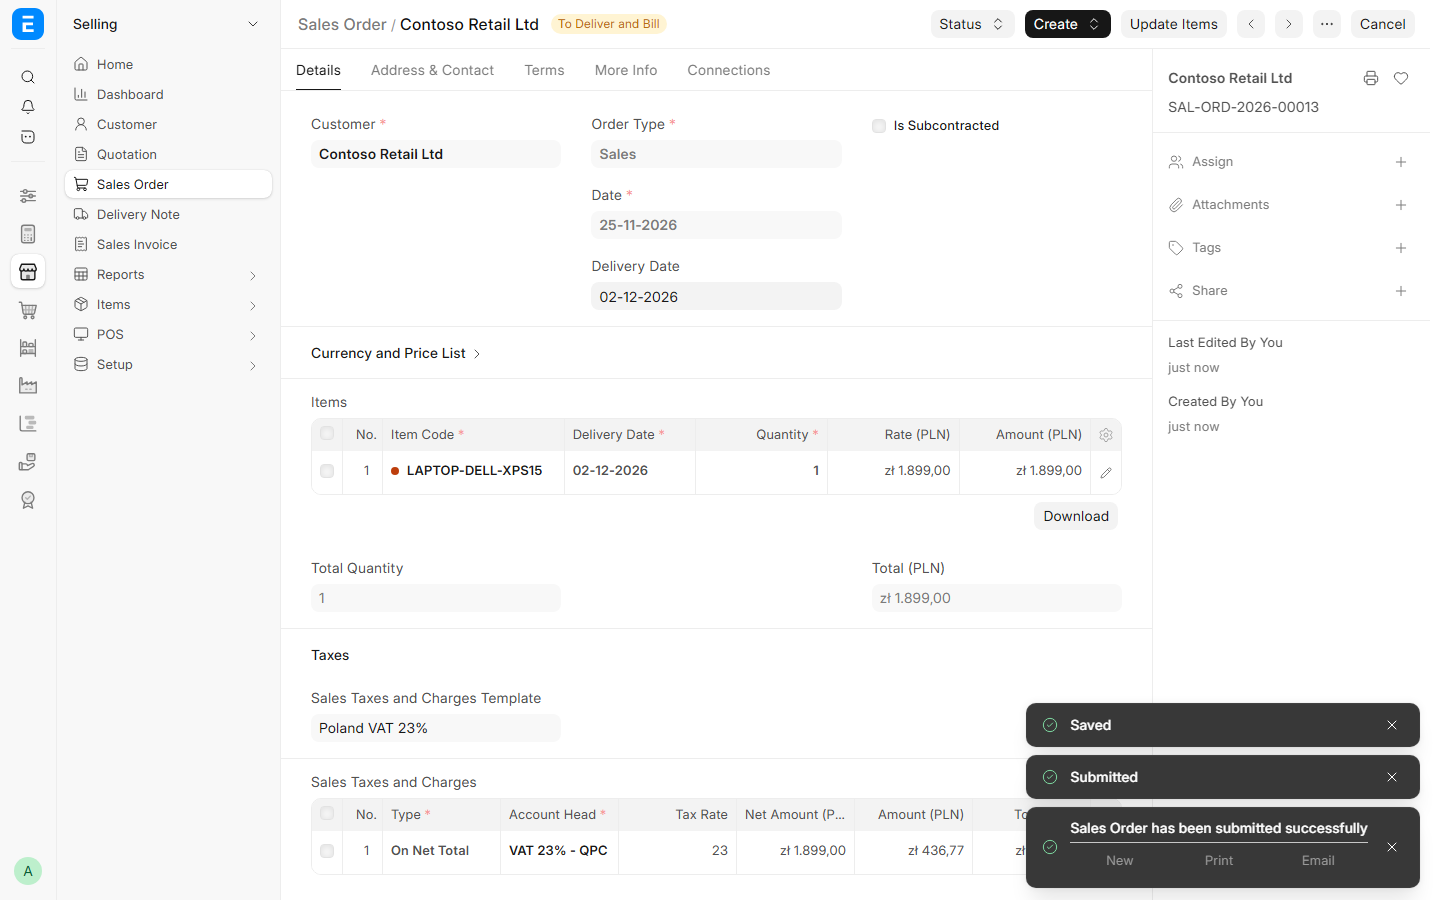 Selling
Sales Order / Contoso Retail Ltd
To Deliver and Bill
Status
Create
Update Items
Cancel
Home
Dashboard
Customer
Quotation
Sales Order
Delivery Note
Sales Invoice
Reports
Items
POS
Setup
A
Details
Address & Contact
Terms
More Info
Connections
Customer *
Contoso Retail Ltd
Order Type *
Sales
Is Subcontracted
Date *
25-11-2026
Delivery Date
02-12-2026
Currency and Price List
Items
No. Item Code * Delivery Date * Quantity * Rate (PLN) Amount (PLN)
1 LAPTOP-DELL-XPS15 02-12-2026 1 zł 1.899,00 zł 1.899,00
Download
Total Quantity
1
Total (PLN)
zł 1.899,00
Taxes
Sales Taxes and Charges Template
Poland VAT 23%
Sales Taxes and Charges
No. Type * Account Head * Tax Rate Net Amount (P... Amount (PLN) To
1 On Net Total VAT 23% - QPC 23 zł 1.899,00 zł 436,77 zł
Contoso Retail Ltd
SAL-ORD-2026-00013
Assign
Attachments
Tags
Share
Last Edited By You
just now
Created By You
just now
Saved
Submitted
Sales Order has been submitted successfully
New Print Email